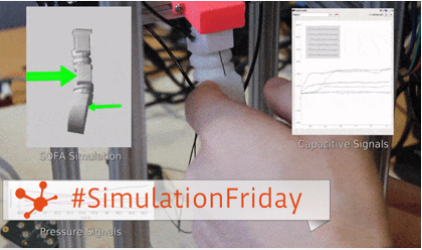 SOFA Simulation
Capacitive Signals
#SimulationFriday
Pressure Signals